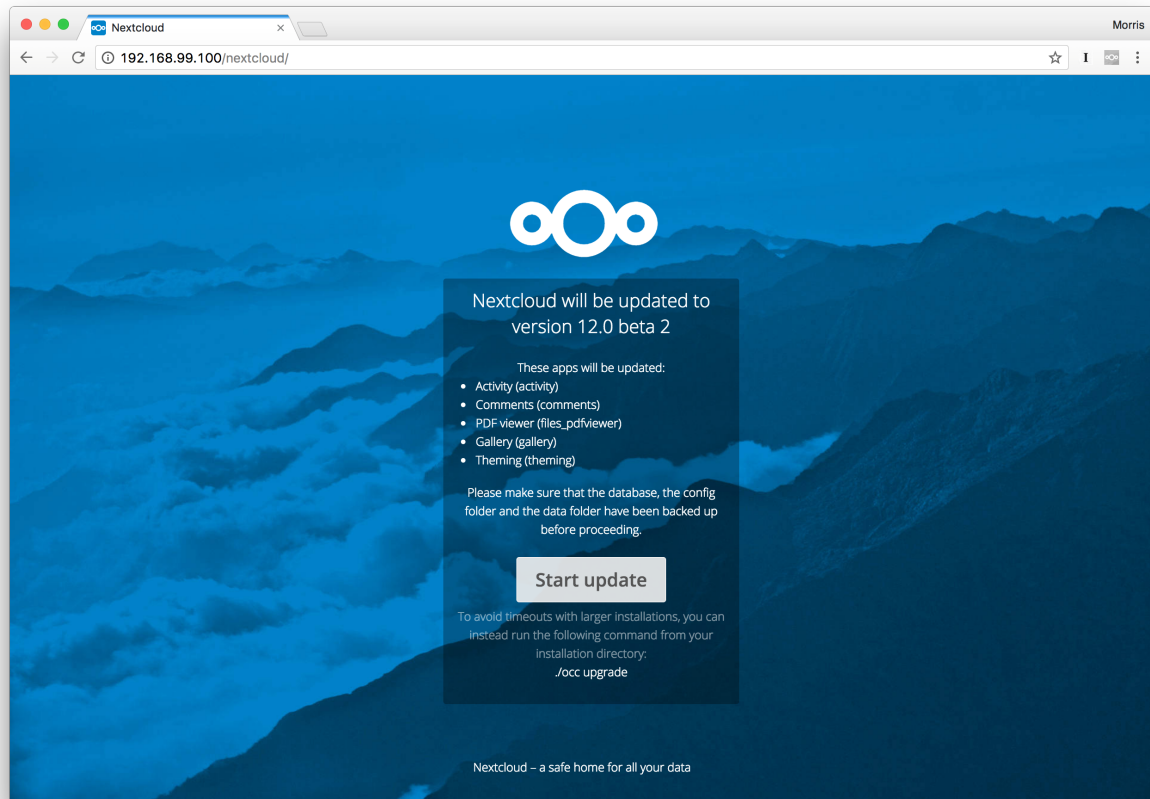 Nextcloud
Morris
192.168.99.100/nextcloud/
Nextcloud will be updated to
version 12.0 beta 2
These apps will be updated:
Activity (activity)
Comments (comments)
PDF viewer (files_pdfviewer)
Gallery (gallery)
Theming (theming)
Please make sure that the database, the config
folder and the data folder have been backed up
before proceeding.
Start update
To avoid timeouts with larger installations, you can
instead run the following command from your
installation directory:
./occ upgrade
Nextcloud – a safe home for all your data